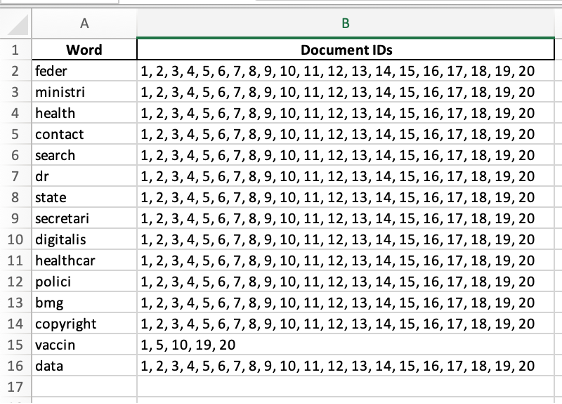 A B
1 Word Document IDs
2 feder 1, 2, 3, 4, 5, 6, 7, 8, 9, 10, 11, 12, 13, 14, 15, 16, 17, 18, 19, 20
3 ministri 1, 2, 3, 4, 5, 6, 7, 8, 9, 10, 11, 12, 13, 14, 15, 16, 17, 18, 19, 20
4 health 1, 2, 3, 4, 5, 6, 7, 8, 9, 10, 11, 12, 13, 14, 15, 16, 17, 18, 19, 20
5 contact 1, 2, 3, 4, 5, 6, 7, 8, 9, 10, 11, 12, 13, 14, 15, 16, 17, 18, 19, 20
6 search 1, 2, 3, 4, 5, 6, 7, 8, 9, 10, 11, 12, 13, 14, 15, 16, 17, 18, 19, 20
7 dr 1, 2, 3, 4, 5, 6, 7, 8, 9, 10, 11, 12, 13, 14, 15, 16, 17, 18, 19, 20
8 state 1, 2, 3, 4, 5, 6, 7, 8, 9, 10, 11, 12, 13, 14, 15, 16, 17, 18, 19, 20
9 secretari 1, 2, 3, 4, 5, 6, 7, 8, 9, 10, 11, 12, 13, 14, 15, 16, 17, 18, 19, 20
10 digitalis 1, 2, 3, 4, 5, 6, 7, 8, 9, 10, 11, 12, 13, 14, 15, 16, 17, 18, 19, 20
11 healthcar 1, 2, 3, 4, 5, 6, 7, 8, 9, 10, 11, 12, 13, 14, 15, 16, 17, 18, 19, 20
12 polici 1, 2, 3, 4, 5, 6, 7, 8, 9, 10, 11, 12, 13, 14, 15, 16, 17, 18, 19, 20
13 bmg 1, 2, 3, 4, 5, 6, 7, 8, 9, 10, 11, 12, 13, 14, 15, 16, 17, 18, 19, 20
14 copyright 1, 2, 3, 4, 5, 6, 7, 8, 9, 10, 11, 12, 13, 14, 15, 16, 17, 18, 19, 20
15 vaccin 1, 5, 10, 19, 20
16 data 1, 2, 3, 4, 5, 6, 7, 8, 9, 10, 11, 12, 13, 14, 15, 16, 17, 18, 19, 20
17